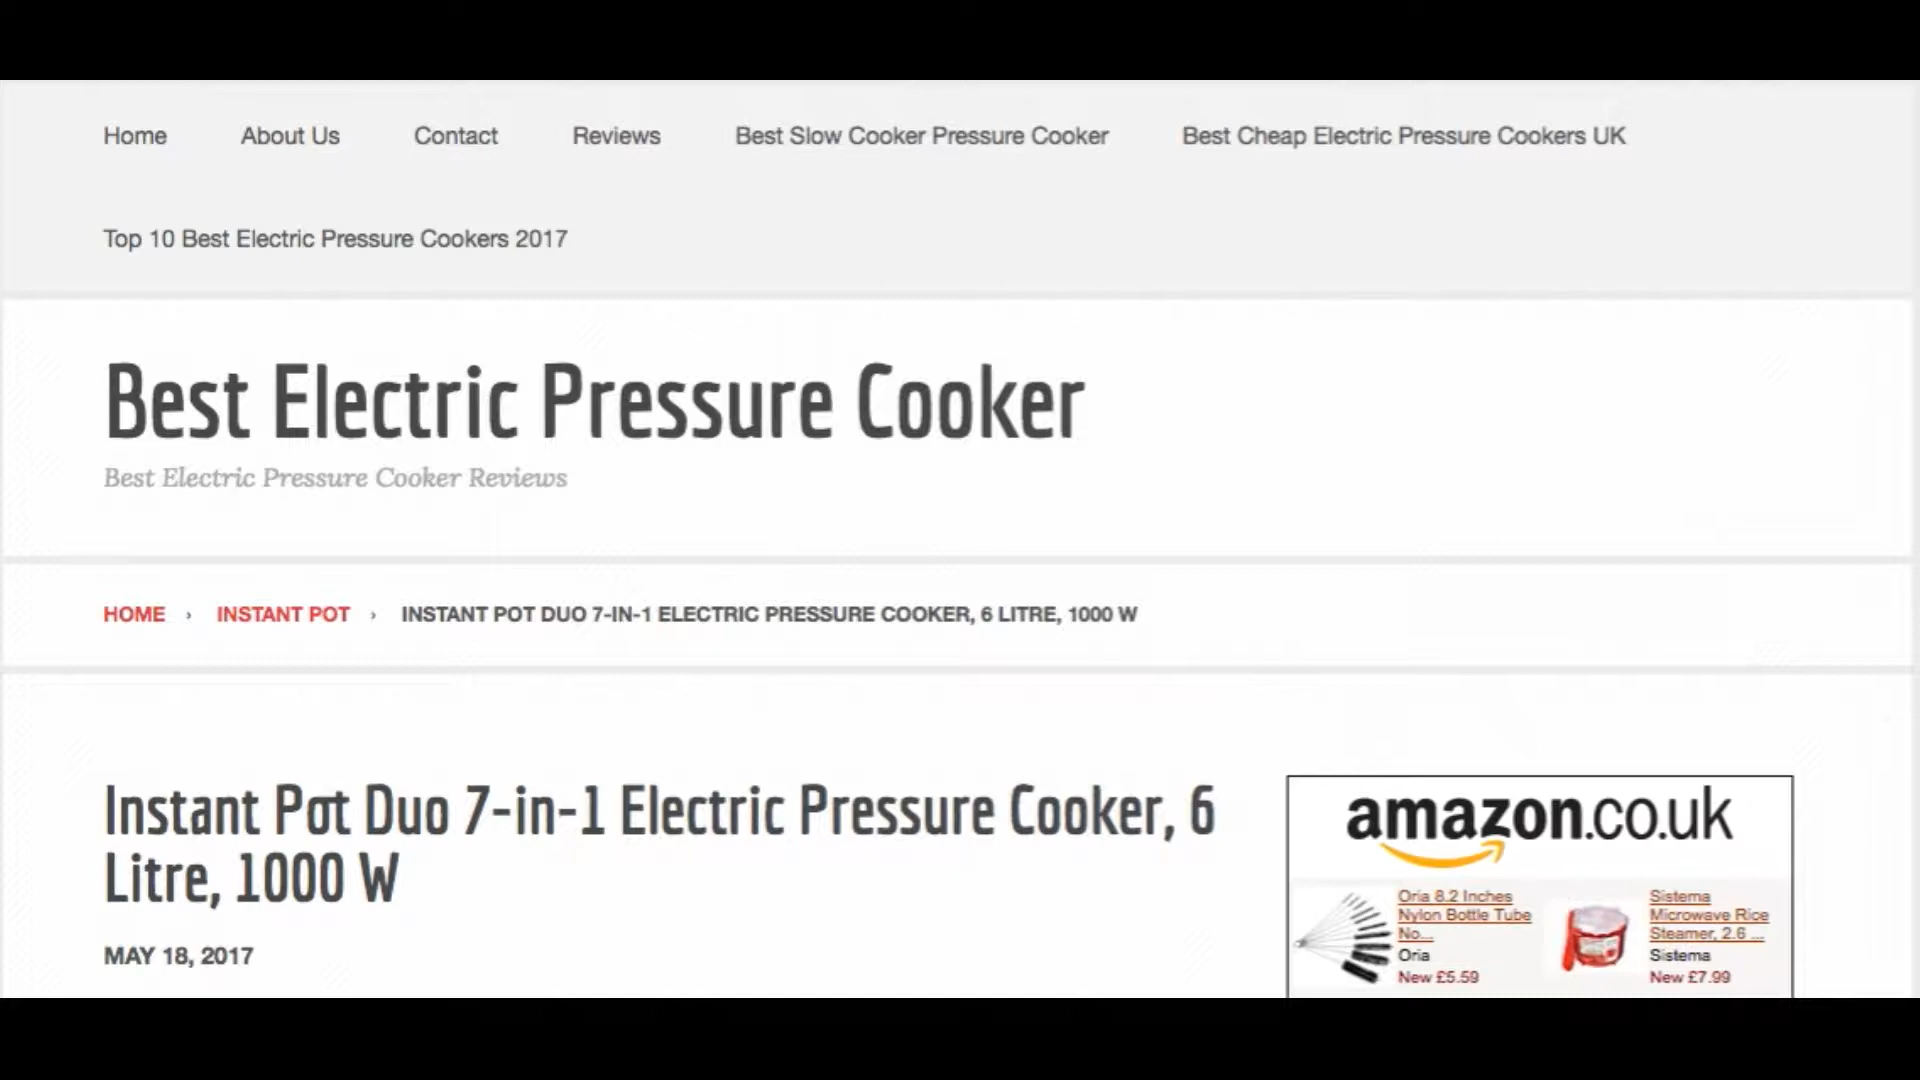 Home About Us Contact Reviews Best Slow Cooker Pressure Cooker Best Cheap Electric Pressure Cookers UK
Top 10 Best Electric Pressure Cookers 2017
Best Electric Pressure Cooker
Best Electric Pressure Cooker Reviews
HOME › INSTANT POT › INSTANT POT DUO 7-IN-1 ELECTRIC PRESSURE COOKER, 6 LITRE, 1000 W
Instant Pot Duo 7-in-1 Electric Pressure Cooker, 6
Litre, 1000 W
MAY 18, 2017
amazon.co.uk
Oria 8.2 Inches
Nylon Bottle Tube
No...
Oria
New £5.59
Sistema
Microwave Rice
Steamer, 2.6 ...
Sistema
New £7.99